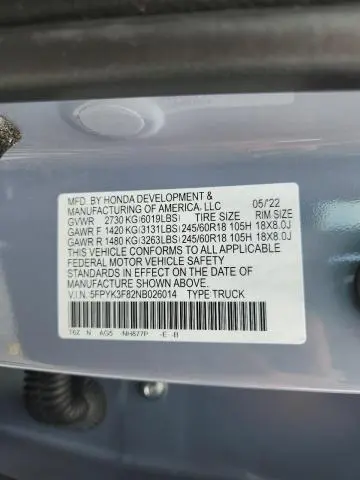 MFD. BY HONDA DEVELOPMENT &
MANUFACTURING OF AMERICA, LLC 05/'22
GVWR 2730 KG(6019LBS) TIRE SIZE RIM SIZE
GAWR F 1420 KG(3131LBS) 245/60R18 105H 18X8.0J
GAWR R 1480 KG(3263LBS) 245/60R18 105H 18X8.0J
THIS VEHICLE CONFORMS TO ALL APPLICABLE
FEDERAL MOTOR VEHICLE SAFETY
STANDARDS IN EFFECT ON THE DATE OF
MANUFACTURE SHOWN ABOVE.
V.I.N. 5FPYK3F82NB026014 TYPE TRUCK
T6Z N AG5 -NH877P -E -B